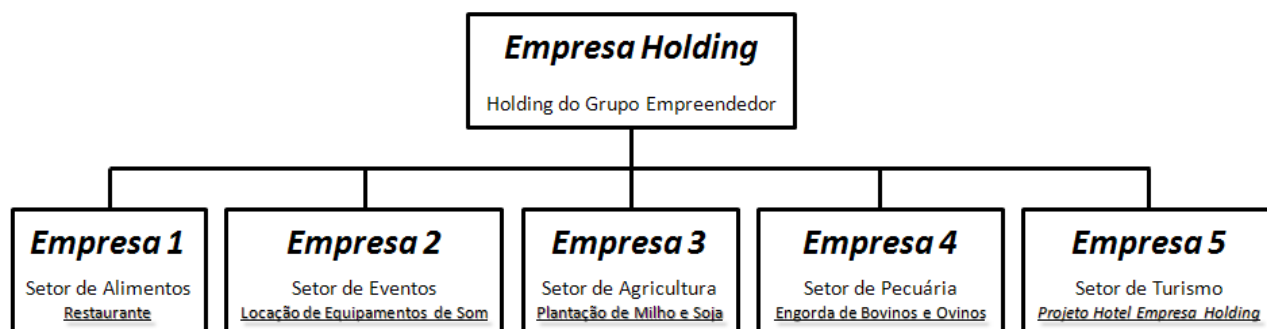 Empresa Holding
Holding do Grupo Empreendedor
Empresa 1
Setor de Alimentos
Restaurante
Empresa 2
Setor de Eventos
Locação de Equipamentos de Som
Empresa 3
Setor de Agricultura
Plantação de Milho e Soja
Empresa 4
Setor de Pecuária
Engorda de Bovinos e Ovinos
Empresa 5
Setor de Turismo
Projeto Hotel Empresa Holding